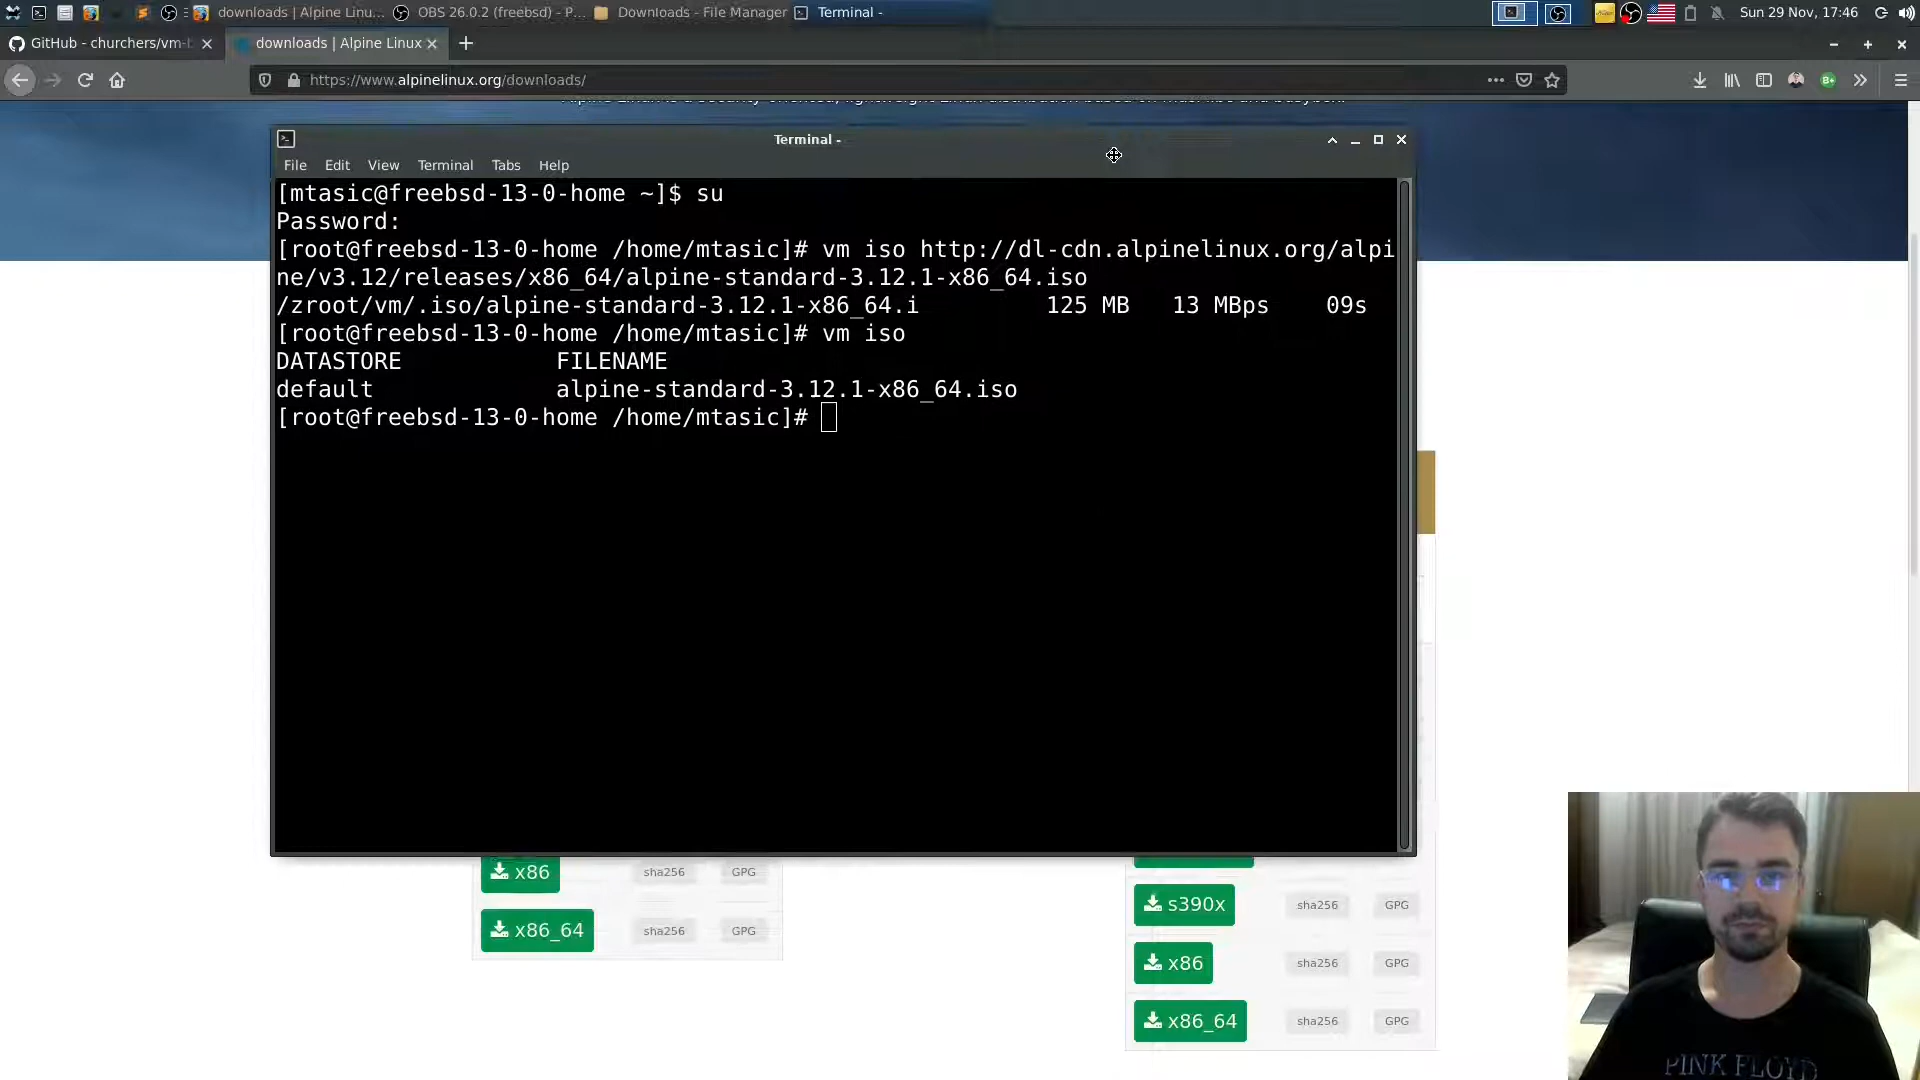 downloads | Alpine Linu...
OBS 26.0.2 (freebsd) - P...
Downloads - File Manager
Terminal -
Sun 29 Nov, 17:46
GitHub - churchers/vm-b
downloads | Alpine Linux
https://www.alpinelinux.org/downloads/
Terminal -
File Edit View Terminal Tabs Help
[mtasic@freebsd-13-0-home ~]$ su
Password:
[root@freebsd-13-0-home /home/mtasic]# vm iso http://dl-cdn.alpinelinux.org/alpi
ne/v3.12/releases/x86_64/alpine-standard-3.12.1-x86_64.iso
/zroot/vm/.iso/alpine-standard-3.12.1-x86_64.i 125 MB 13 MBps 09s
[root@freebsd-13-0-home /home/mtasic]# vm iso
DATASTORE FILENAME
default alpine-standard-3.12.1-x86_64.iso
[root@freebsd-13-0-home /home/mtasic]#
x86 sha256 GPG
x86_64 sha256 GPG
s390x sha256 GPG
x86 sha256 GPG
x86_64 sha256 GPG
PINK FLOYD